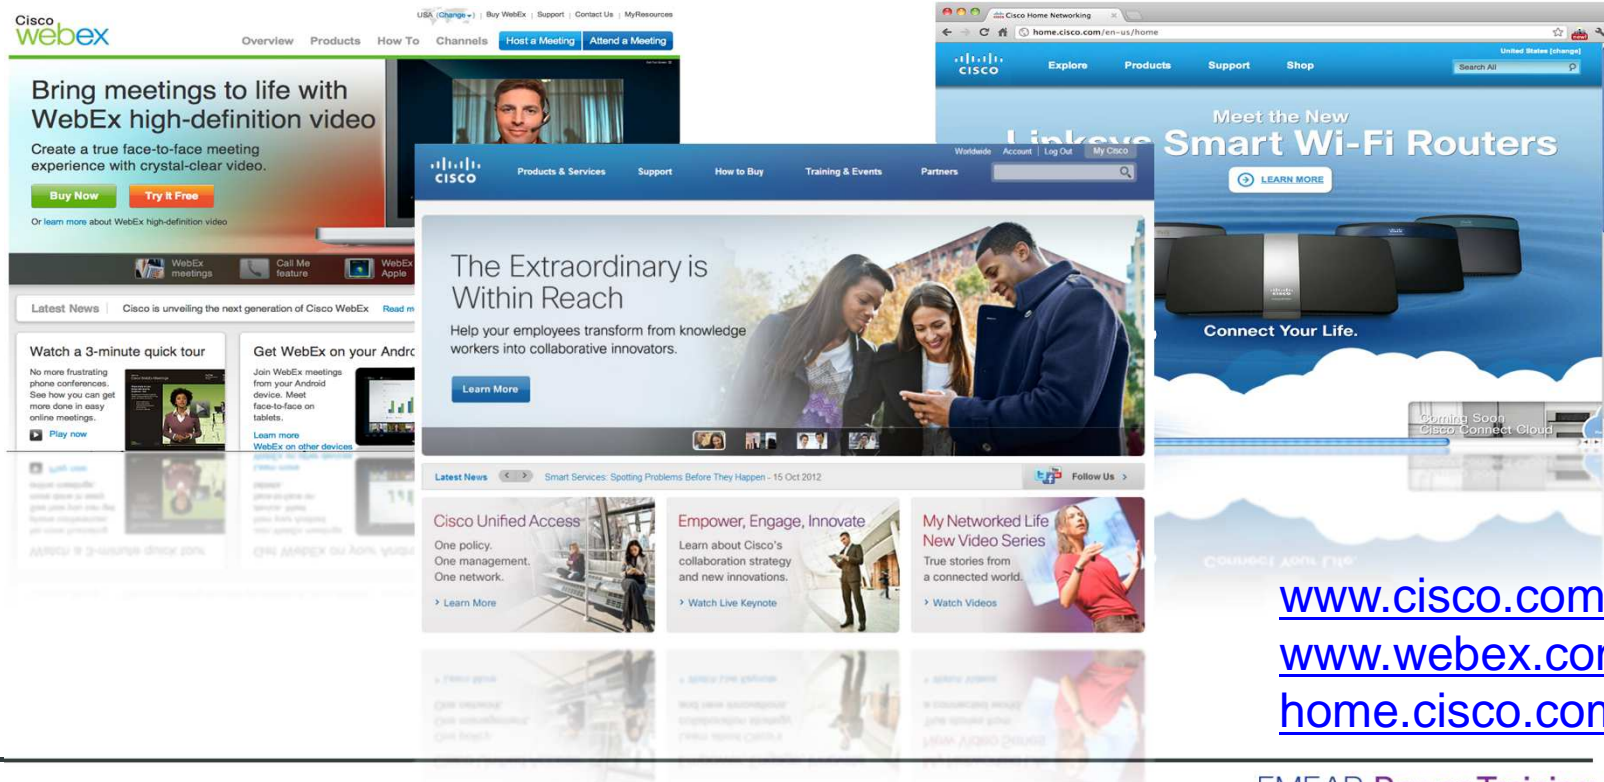 Cisco
webex
USA (Change) | Buy WebEx | Support | Contact Us | MyResources
Overview Products How To Channels Host a Meeting Attend a Meeting
Bring meetings to life with
WebEx high-definition video
Create a true face-to-face meeting
experience with crystal-clear video.
Buy Now Try It Free
Or learn more about WebEx high-definition video
WebEx
meetings
Call Me
feature
WebEx
Apple
Latest News Cisco is unveiling the next generation of Cisco WebEx Read m
Watch a 3-minute quick tour
No more frustrating
phone conferences.
See how you can get
more done in easy
online meetings.
Play now
Get WebEx on your Andro
Join WebEx meetings
from your Android
device. Meet
face-to-face on
tablets.
Learn more
WebEx on other devices
Cisco Home Networking
home.cisco.com/en-us/home
CISCO
Explore Products Support Shop
United States [change]
Search All
Meet the New
Linksys Smart Wi-Fi Routers
LEARN MORE
Connect Your Life.
Coming Soon
Cisco Connect Cloud
Worldwide Account | Log Out My Cisco
CISCO
Products & Services Support How to Buy Training & Events Partners
The Extraordinary is
Within Reach
Help your employees transform from knowledge
workers into collaborative innovators.
Learn More
Latest News Smart Services: Spotting Problems Before They Happen - 15 Oct 2012 Follow Us >
Cisco Unified Access
One policy.
One management.
One network.
> Learn More
Empower, Engage, Innovate
Learn about Cisco's
collaboration strategy
and new innovations.
> Watch Live Keynote
My Networked Life
New Video Series
True stories from
a connected world.
> Watch Videos
www.cisco.com
www.webex.com
home.cisco.com